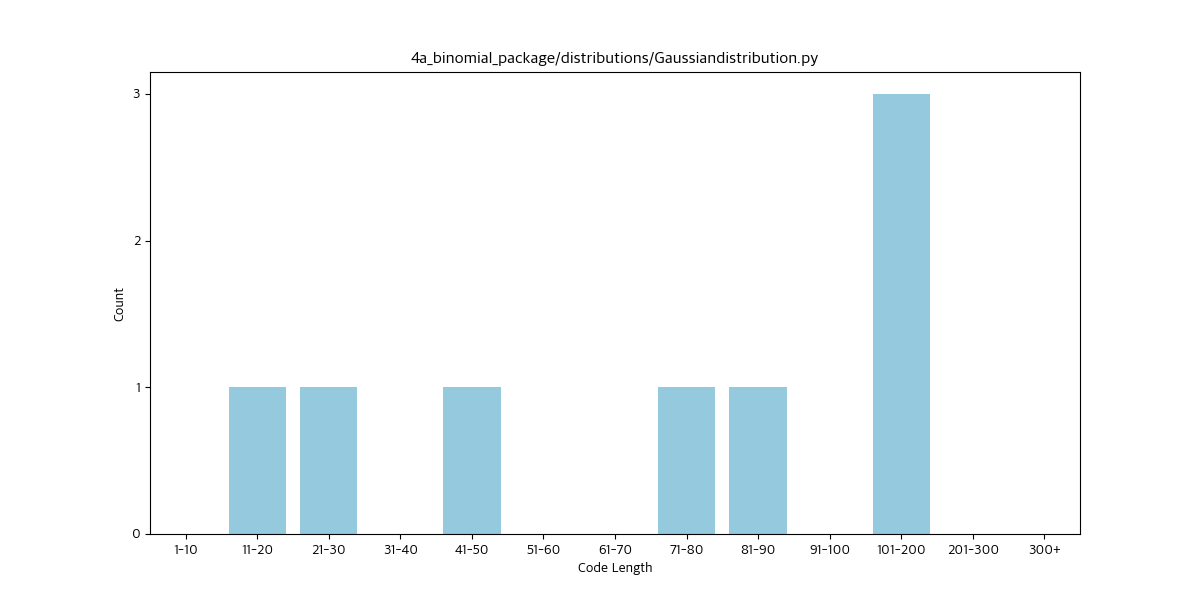 4a_binomial_package/distributions/Gaussiandistribution.py
3
2
1
0
Count
1-10 11-20 21-30 31-40 41-50 51-60 61-70 71-80 81-90 91-100 101-200 201-300 300+
Code Length